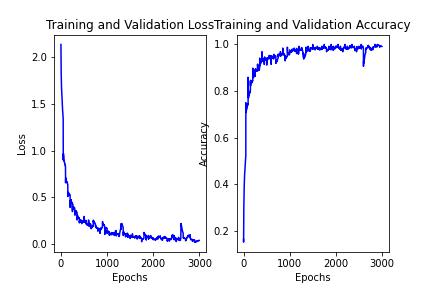 Training and Validation Loss
Loss
2.0
1.5
1.0
0.5
0.0
0 1000 2000 3000
Epochs
Training and Validation Accuracy
Accuracy
1.0
0.8
0.6
0.4
0.2
0 1000 2000 3000
Epochs